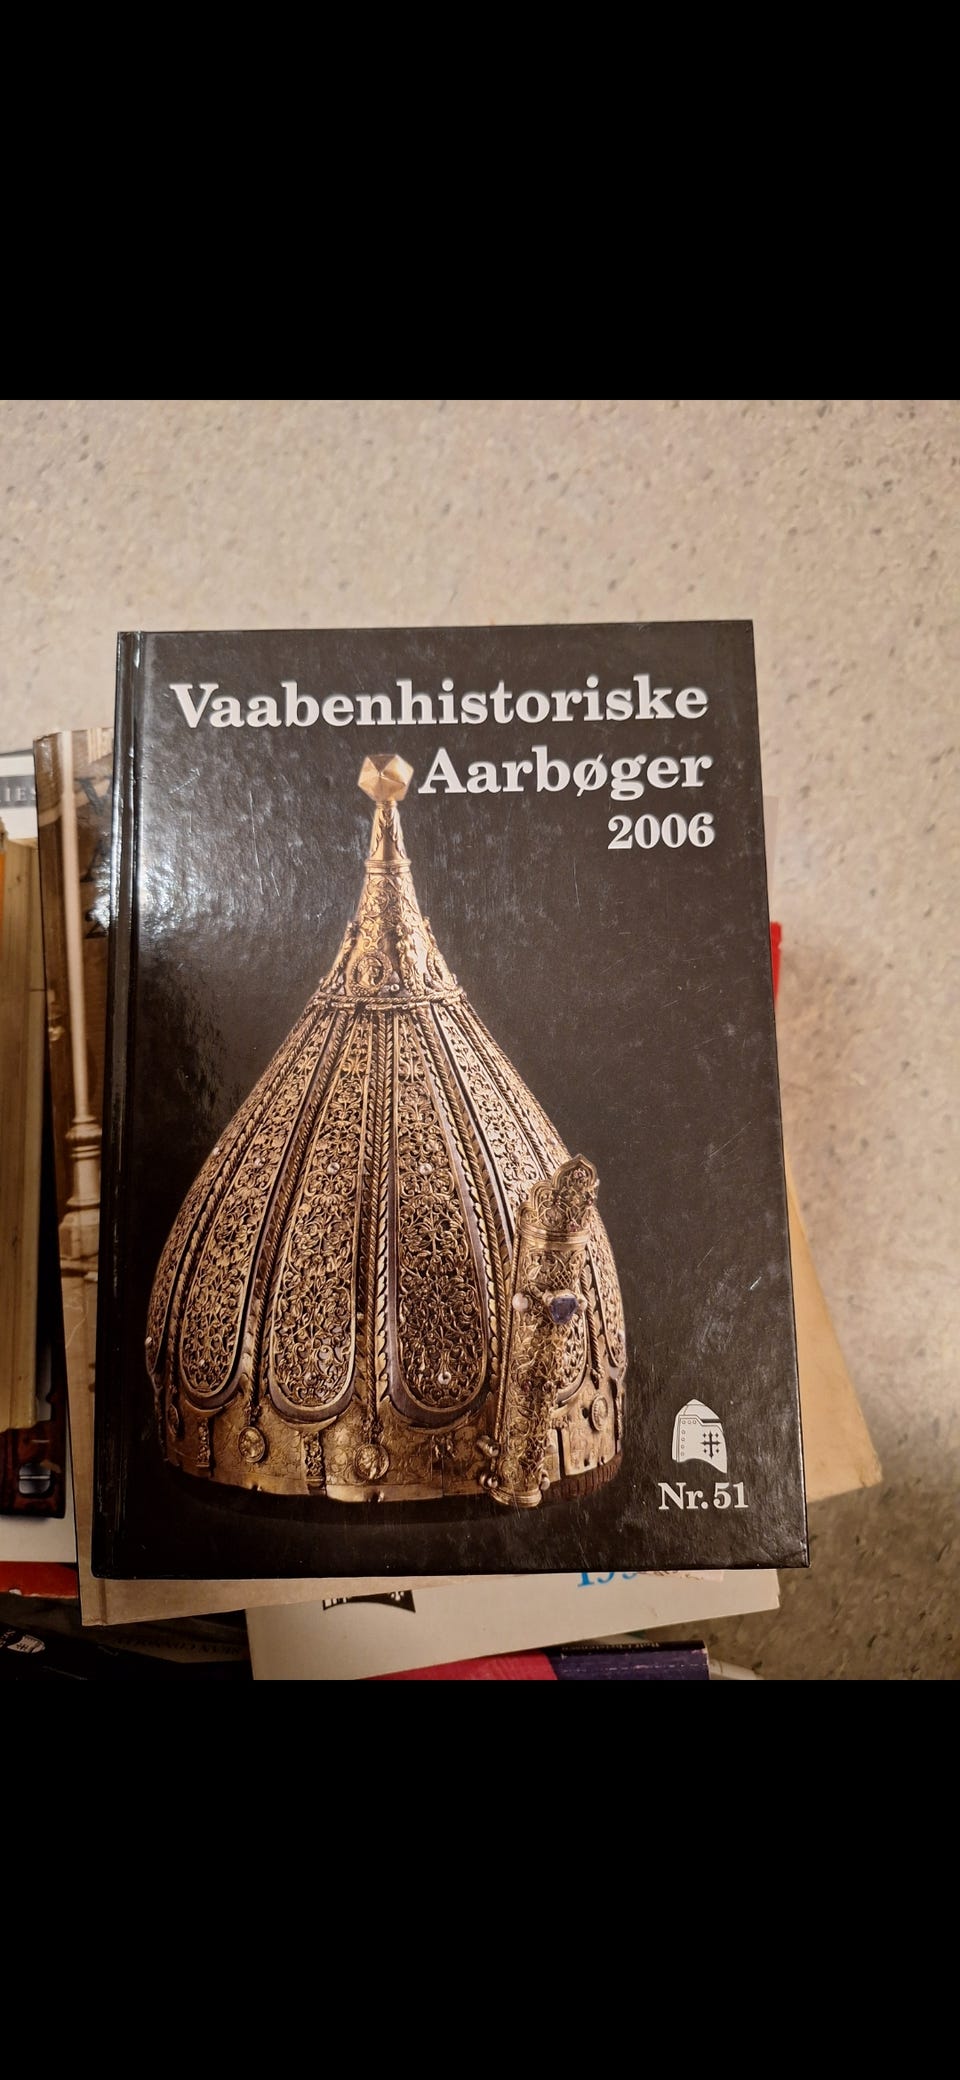 Vaabenhistoriske
Aarbøger
2006
Nr. 51